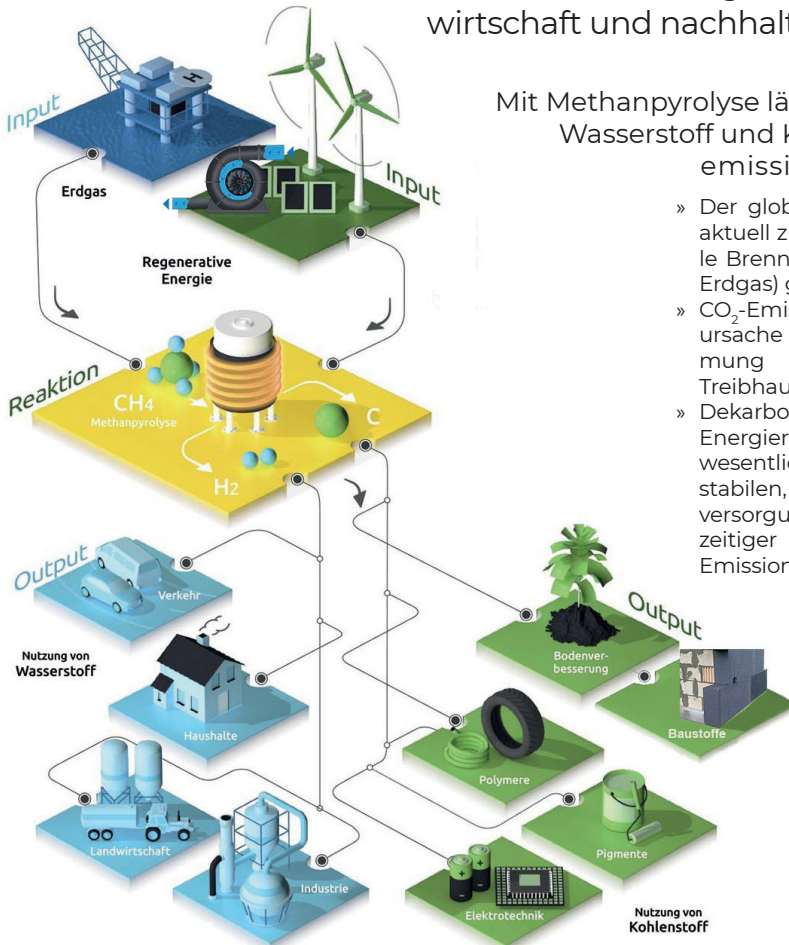 wirtschaft und nachhalt
Mit Methanpyrolyse lä
Wasserstoff und K
emissi
» Der glob
aktuell z
le Brenn
Erdgas) g
» CO₂-Emis
ursache
mung
Treibhau
» Dekarbo
Energier
wesentlic
stabilen,
versorgu
zeitiger
Emission
Input
Erdgas
H
Input
Regenerative
Energie
Reaktion
CH4
Methanpyrolyse
C
H2
Output
Verkehr
Nutzung von
Wasserstoff
Haushalte
Landwirtschaft
Industrie
Output
Bodenver-
besserung
Baustoffe
Polymere
Pigmente
Elektrotechnik
Nutzung von
Kohlenstoff